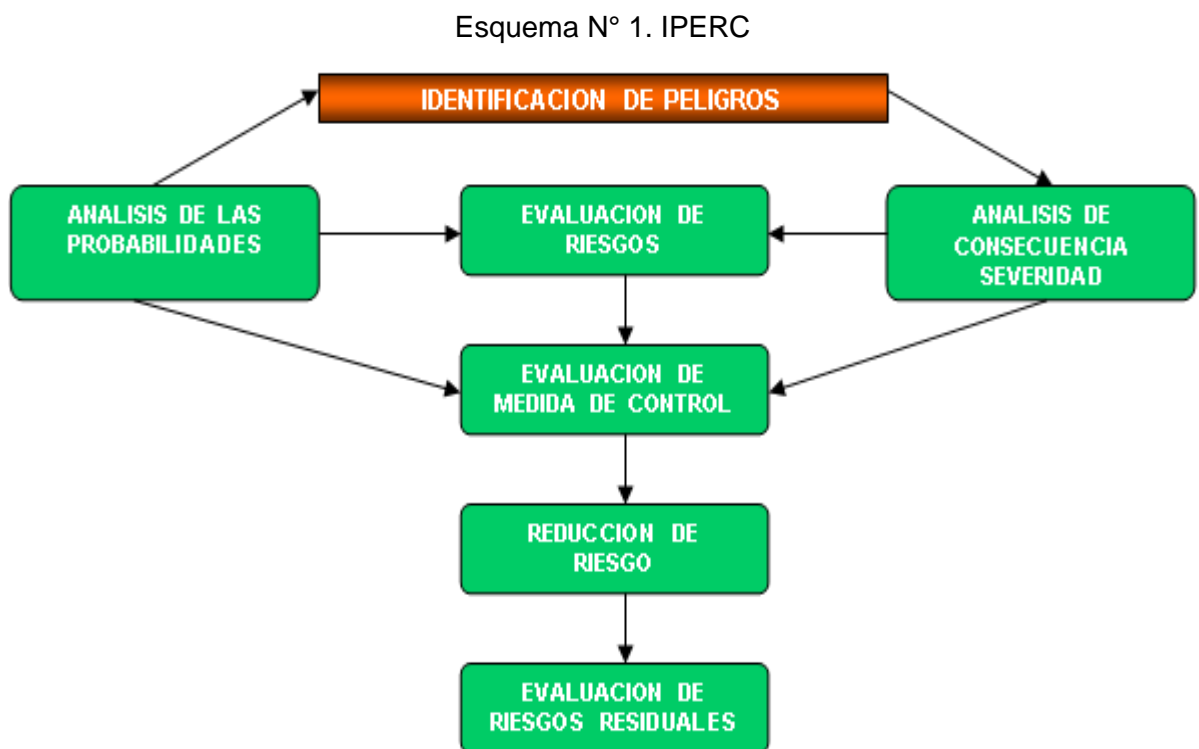 Esquema N° 1. IPERC
IDENTIFICACION DE PELIGROS
ANALISIS DE LAS
PROBABILIDADES
EVALUACION DE
RIESGOS
ANALISIS DE
CONSECUENCIA
SEVERIDAD
EVALUACION DE
MEDIDA DE CONTROL
REDUCCION DE
RIESGO
EVALUACION DE
RIESGOS RESIDUALES